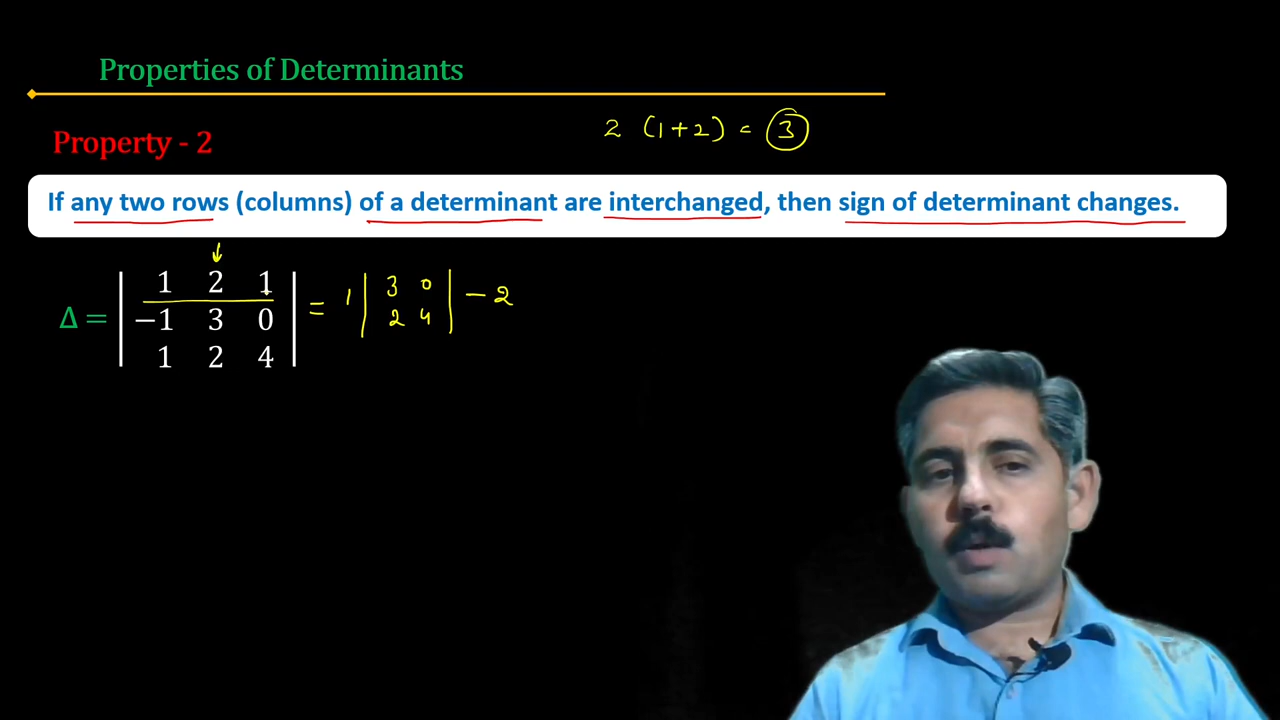 Properties of Determinants
2 (1+2) = 3
Property - 2
If any two rows (columns) of a determinant are interchanged, then sign of determinant changes.
Δ = | 1 2 1 | = 1 | 3 0 | − 2
| −1 3 0 | | 2 4 |
| 1 2 4 |